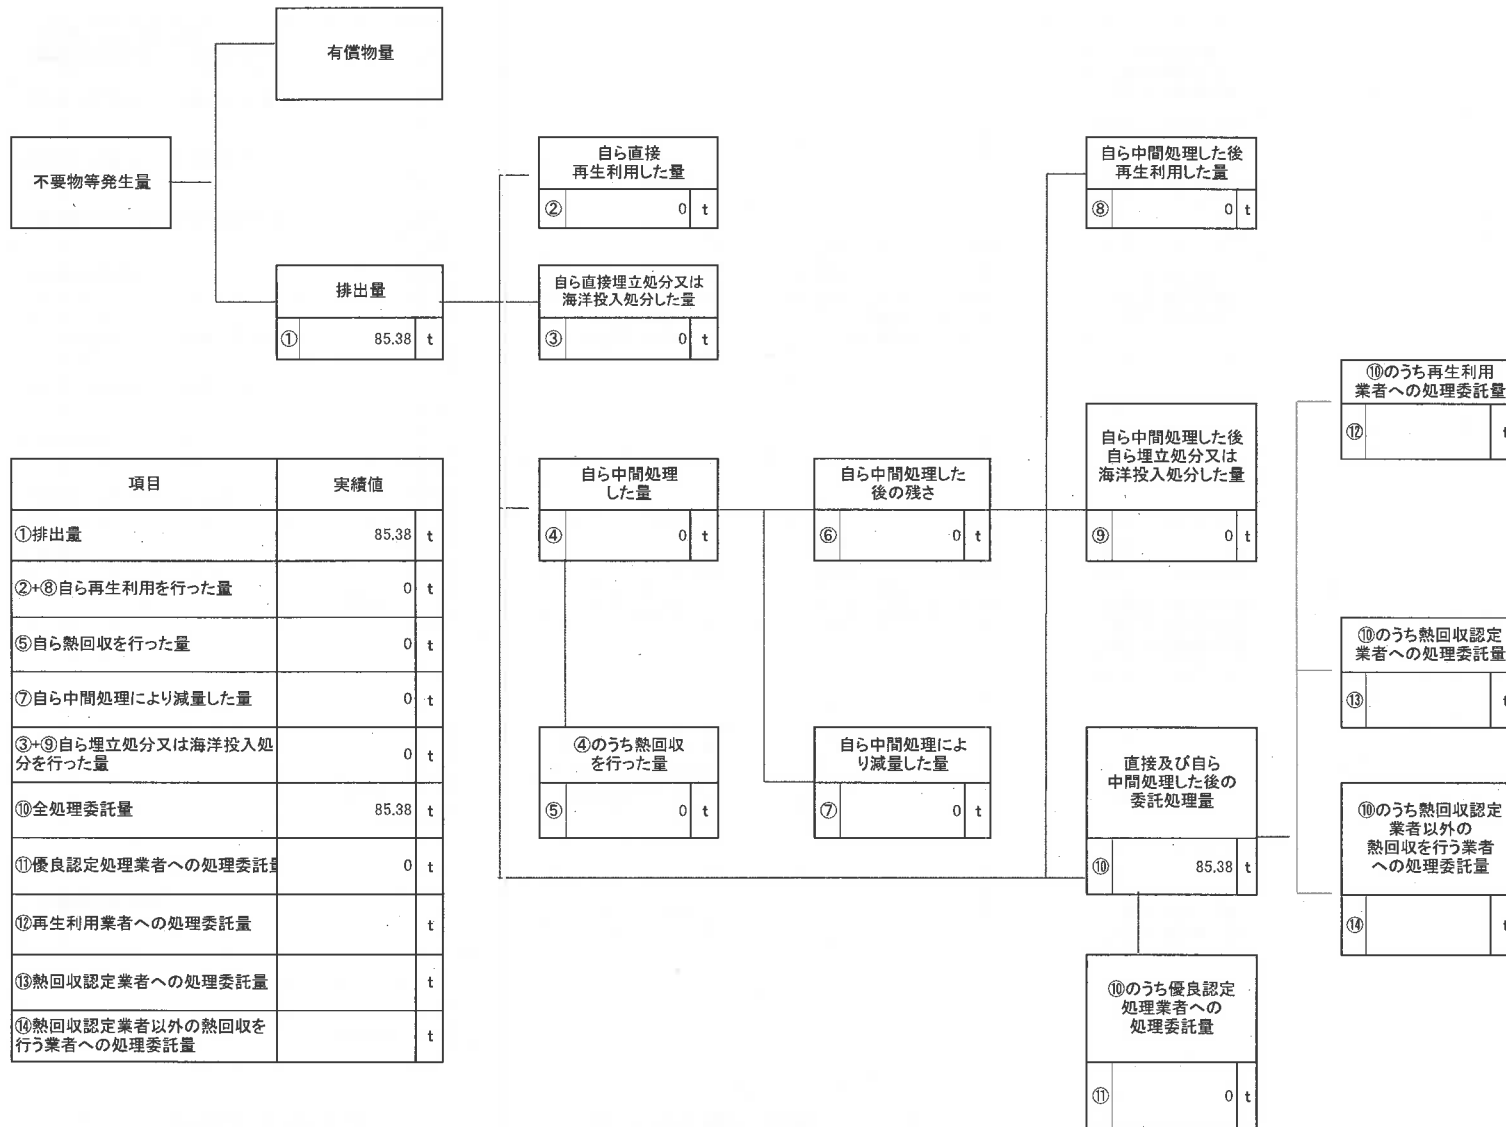 有償物量
不要物等発生量
排出量
① 85.38 t
自ら直接
再生利用した量
② 0 t
自ら直接埋立処分又は
海洋投入処分した量
③ 0 t
自ら中間処理した後
再生利用した量
⑧ 0 t
⑩のうち再生利用
業者への処理委託量
⑫ t
自ら中間処理した後
自ら埋立処分又は
海洋投入処分した量
⑨ 0 t
自ら中間処理
した量
④ 0 t
自ら中間処理した
後の残さ
⑥ 0 t
④のうち熱回収
を行った量
⑤ 0 t
自ら中間処理によ
り減量した量
⑦ 0 t
直接及び自ら
中間処理した後の
委託処理量
⑩ 85.38 t
⑩のうち熱回収認定
業者への処理委託量
⑬ t
⑩のうち熱回収認定
業者以外の
熱回収を行う業者
への処理委託量
⑭ t
⑩のうち優良認定
処理業者への
処理委託量
⑪ 0 t
項目 実績値
①排出量 85.38 t
②+⑧自ら再生利用を行った量 0 t
⑤自ら熱回収を行った量 0 t
⑦自ら中間処理により減量した量 0 t
③+⑨自ら埋立処分又は海洋投入処
分を行った量 0 t
⑩全処理委託量 85.38 t
⑪優良認定処理業者への処理委託量 0 t
⑫再生利用業者への処理委託量 t
⑬熱回収認定業者への処理委託量 t
⑭熱回収認定業者以外の熱回収を
行う業者への処理委託量 t